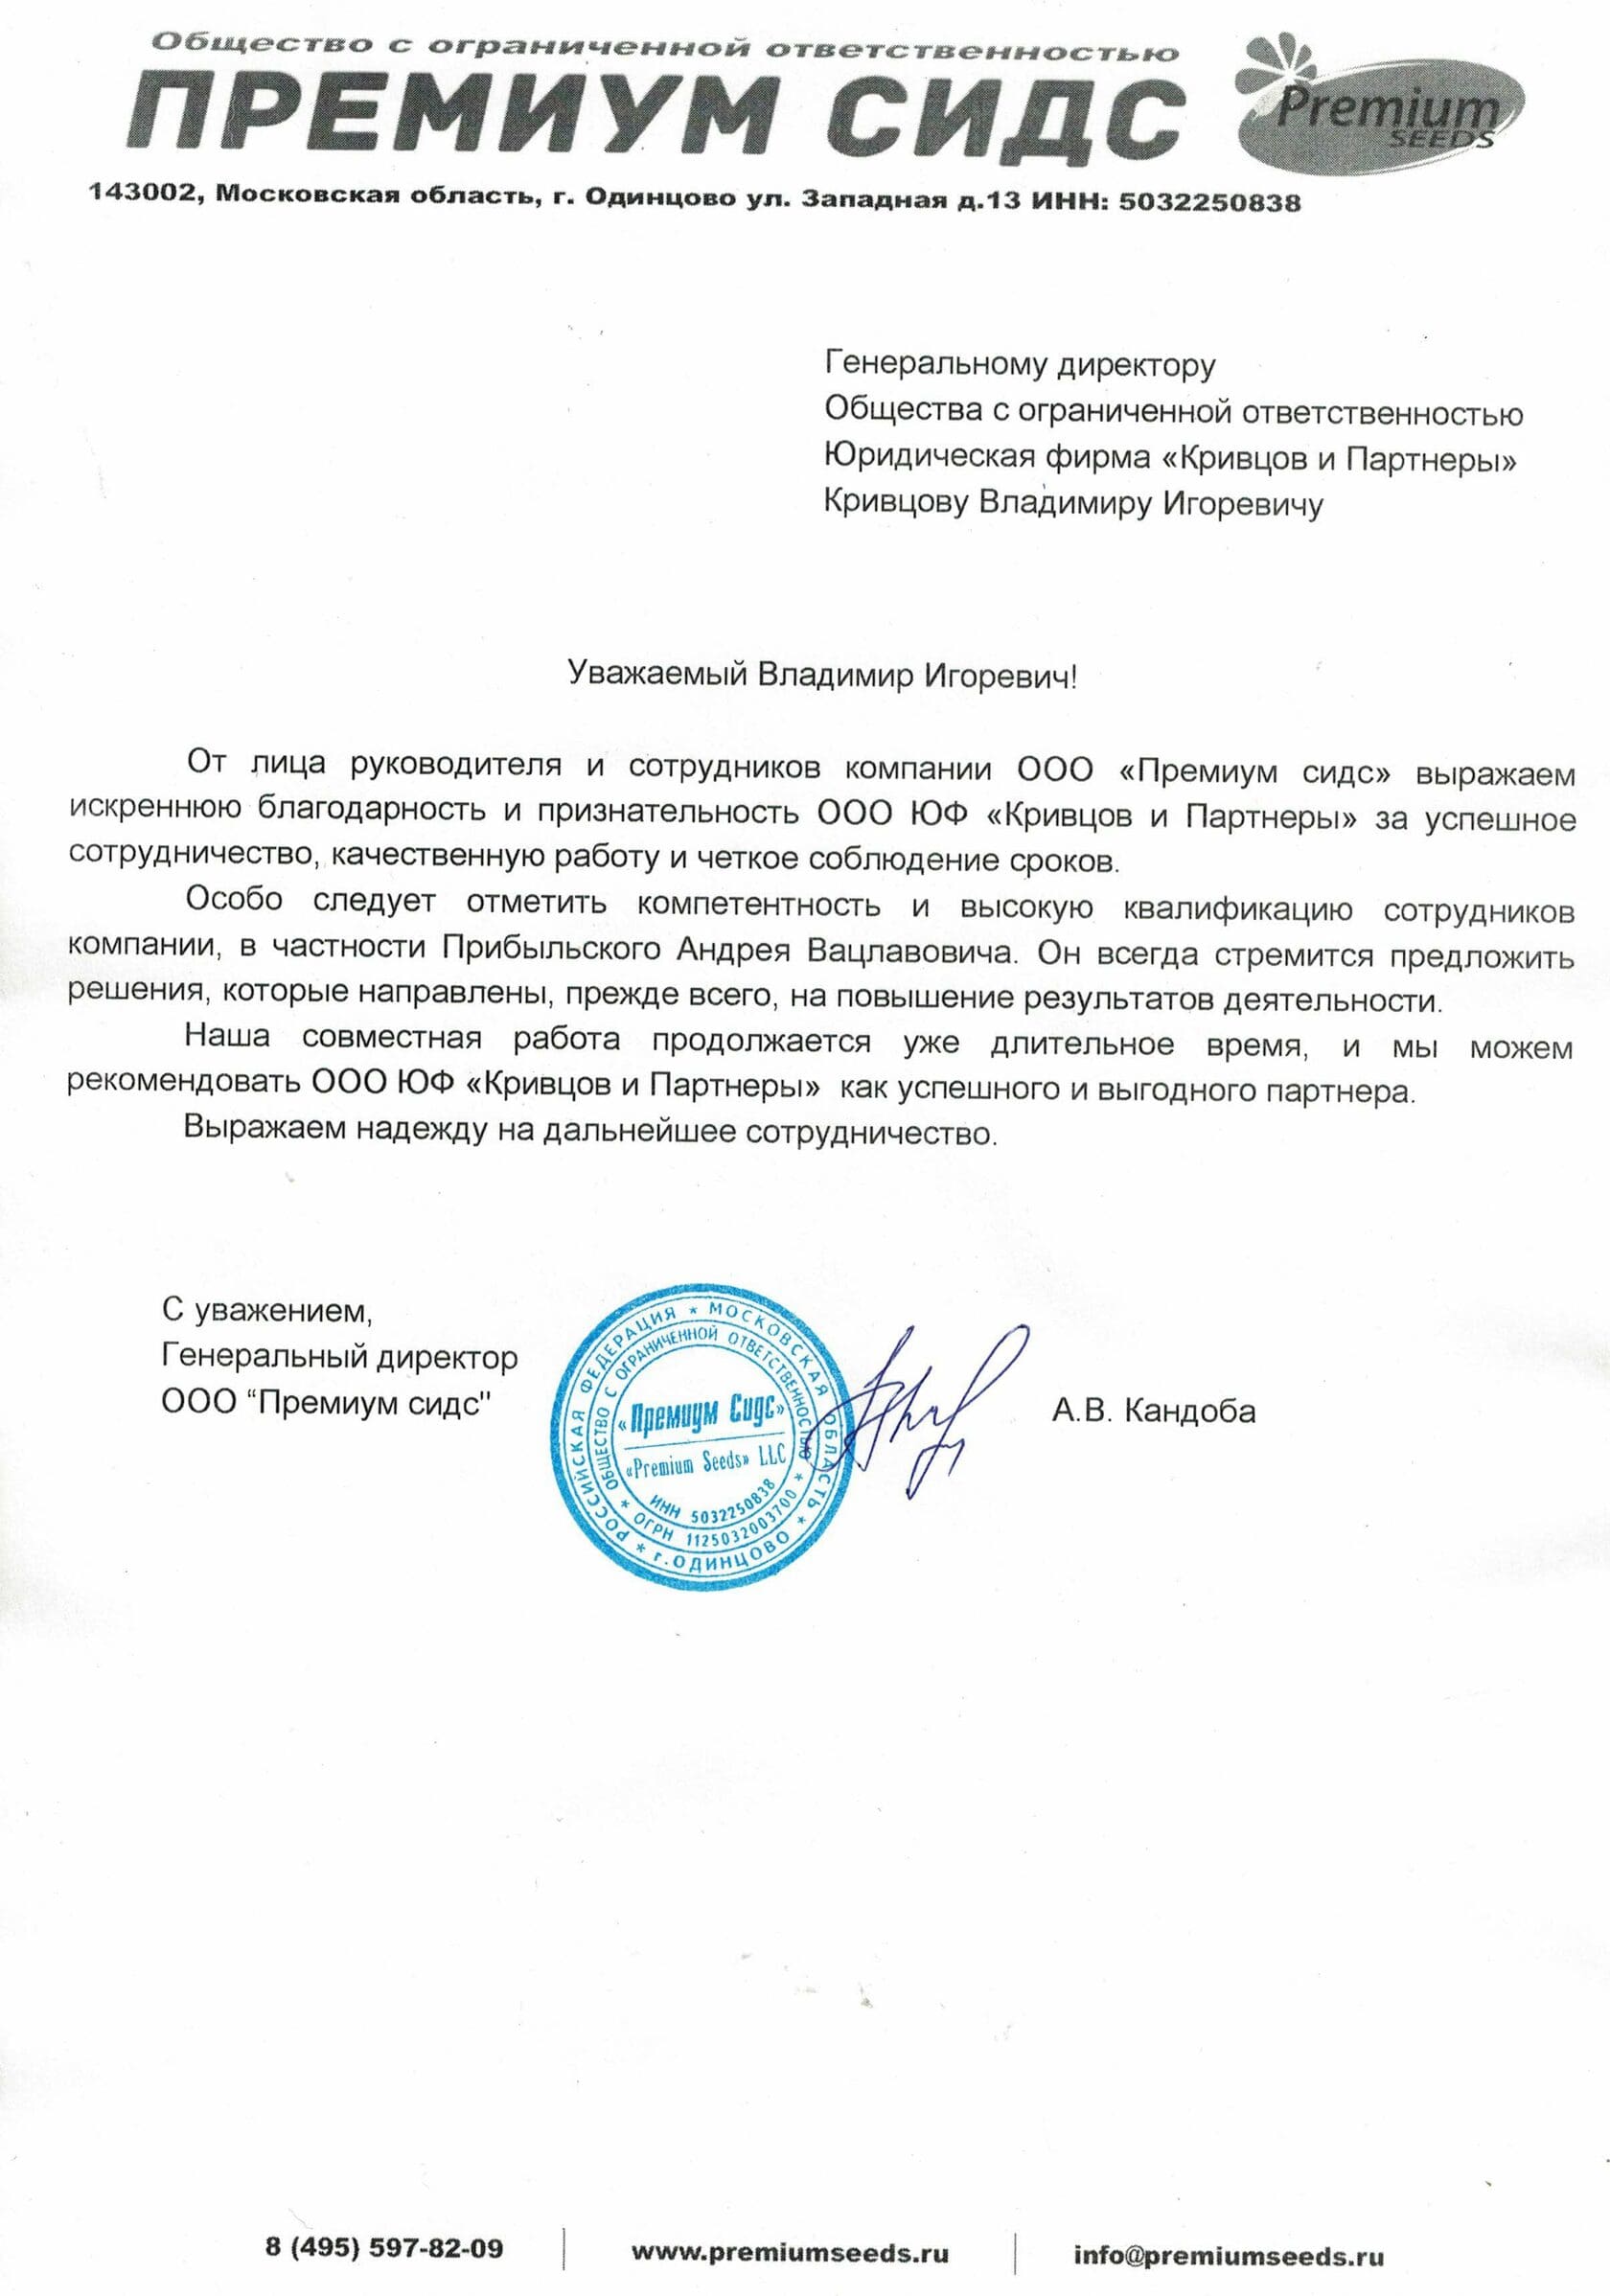 Общество с ограниченной ответственностью
ПРЕМИУМ СИДС
Premium
SEEDS
143002, Московская область, г. Одинцово ул. Западная д.13 ИНН: 5032250838
Генеральному директору
Общества с ограниченной ответственностью
Юридическая фирма «Кривцов и Партнеры»
Кривцову Владимиру Игоревичу
Уважаемый Владимир Игоревич!
От лица руководителя и сотрудников компании ООО «Премиум сидс» выражаем
искреннюю благодарность и признательность ООО ЮФ «Кривцов и Партнеры» за успешное
сотрудничество, качественную работу и четкое соблюдение сроков.
Особо следует отметить компетентность и высокую квалификацию сотрудников
компании, в частности Прибыльского Андрея Вацлавовича. Он всегда стремится предложить
решения, которые направлены, прежде всего, на повышение результатов деятельности.
Наша совместная работа продолжается уже длительное время, и мы можем
рекомендовать ООО ЮФ «Кривцов и Партнеры» как успешного и выгодного партнера.
Выражаем надежду на дальнейшее сотрудничество.
С уважением,
Генеральный директор
ООО “Премиум сидс"
РОССИЙСКАЯ ФЕДЕРАЦИЯ * МОСКОВСКАЯ ОБЛАСТЬ * г.ОДИНЦОВО *
ОБЩЕСТВО С ОГРАНИЧЕННОЙ ОТВЕТСТВЕННОСТЬЮ * ОГРН 1125032003700 *
«Премиум Сидс»
«Premium Seeds» LLC
ИНН 5032250838
А.В. Кандоба
8 (495) 597-82-09
www.premiumseeds.ru
info@premiumseeds.ru